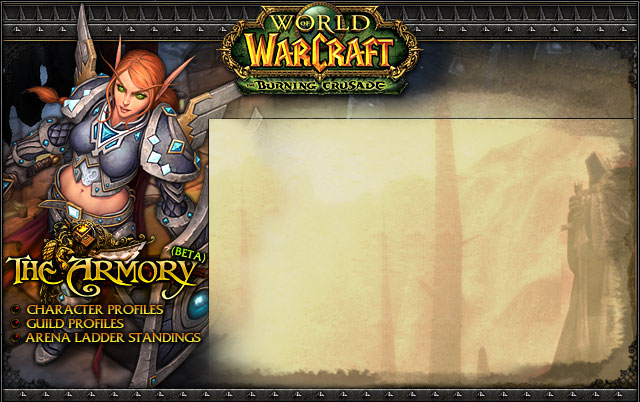 WORLD
OF
WARCRAFT
THE BURNING CRUSADE
THE ARMORY
(BETA)
CHARACTER PROFILES
GUILD PROFILES
ARENA LADDER STANDINGS